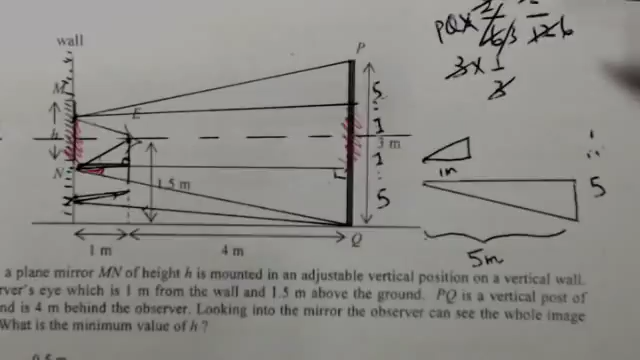 wall
P
PQ x
M
E
5
3 x 1
h
1
3 m
N
1
1m
1.5 m
5
5
Q
1 m
4 m
5m
a plane mirror MN of height h is mounted in an adjustable vertical position on a vertical wall.
rver's eye which is 1 m from the wall and 1.5 m above the ground. PQ is a vertical post of
nd is 4 m behind the observer. Looking into the mirror the observer can see the whole image
What is the minimum value of h ?